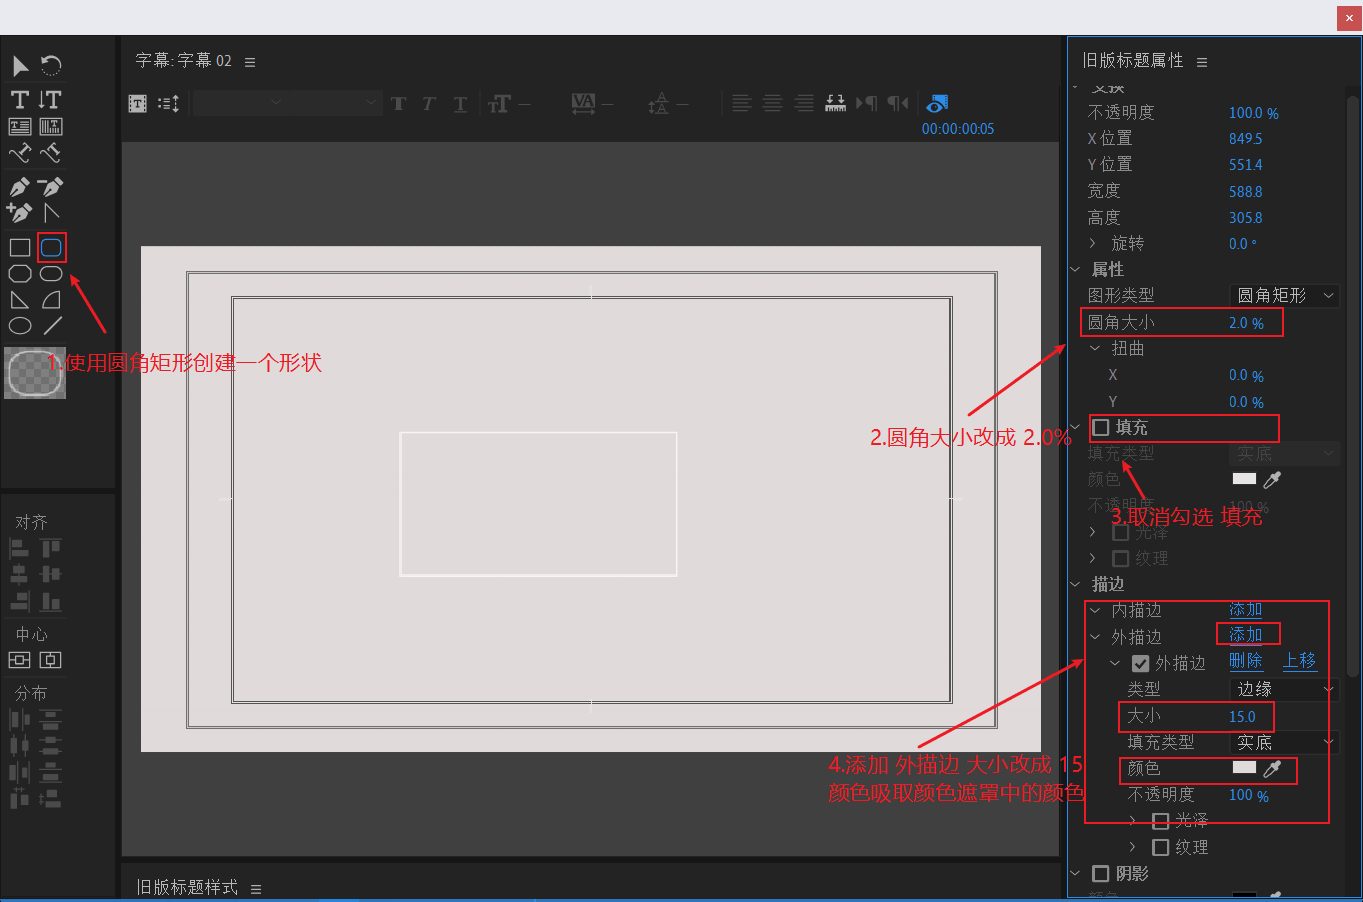 字幕: 字幕 02
00:00:00:05
1.使用圆角矩形创建一个形状
对齐
中心
分布
旧版标题样式
旧版标题属性
变换
不透明度 100.0 %
X 位置 849.5
Y 位置 551.4
宽度 588.8
高度 305.8
旋转 0.0 °
属性
图形类型 圆角矩形
圆角大小 2.0 %
扭曲
X 0.0 %
Y 0.0 %
2.圆角大小改成 2.0%
填充
填充类型 实底
颜色
不透明度 100 %
3.取消勾选 填充
光泽
纹理
描边
内描边 添加
外描边 添加
外描边 删除 上移
类型 边缘
大小 15.0
填充类型 实底
颜色
不透明度 100 %
4.添加 外描边 大小改成 15
颜色吸取颜色遮罩中的颜色
光泽
纹理
阴影
颜色